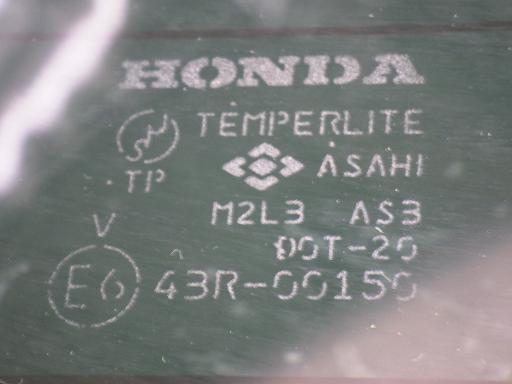 HONDA
TEMPERLITE
TP
ASAHI
M2L3 AS3
V
DOT-20
E6 43R-00150